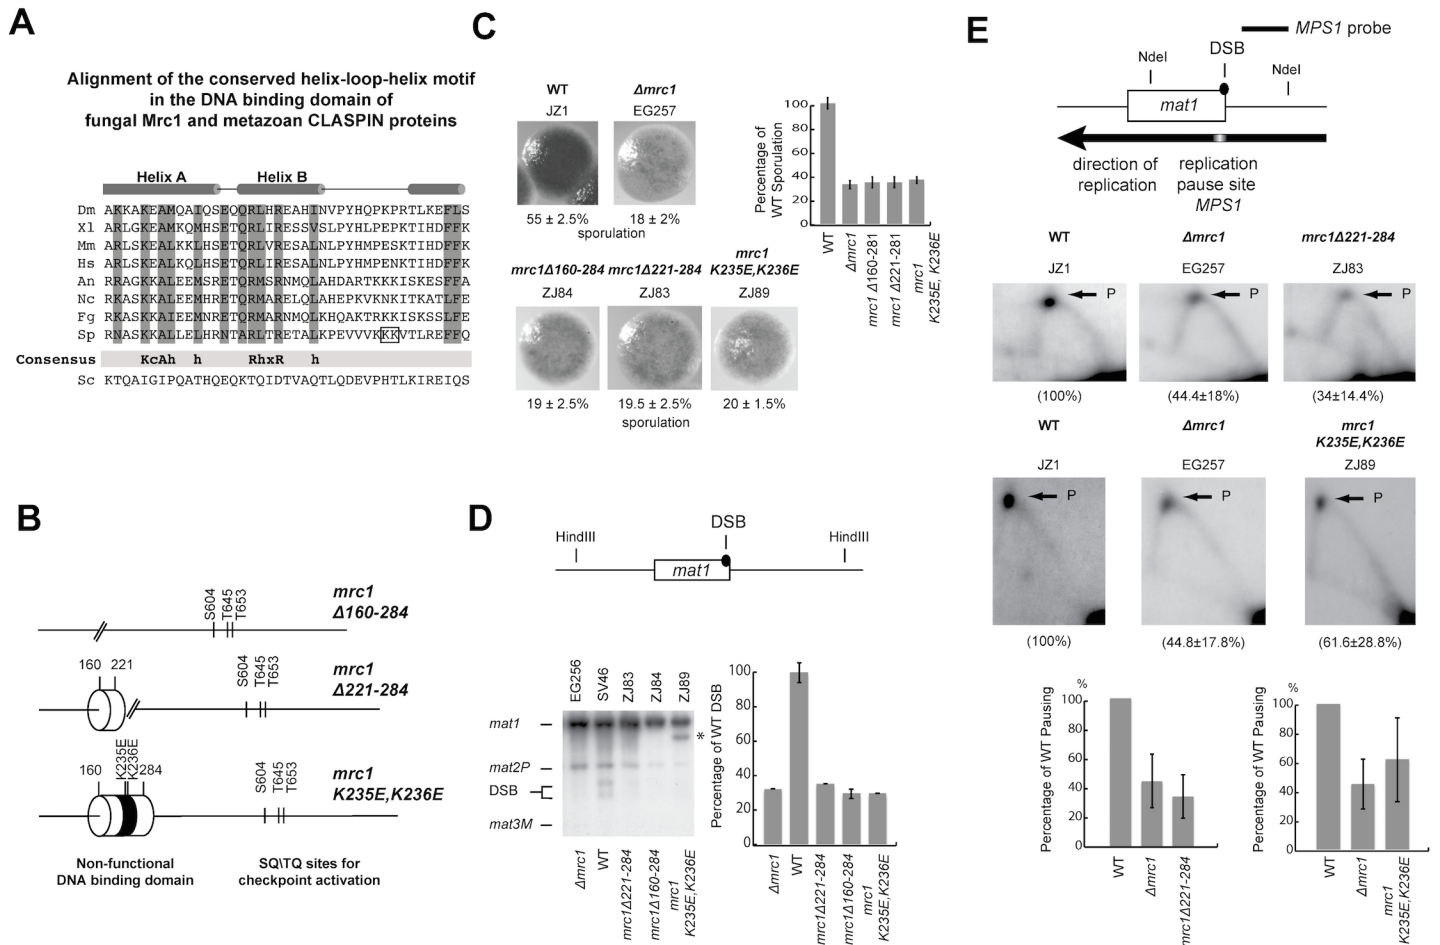 A
Alignment of the conserved helix-loop-helix motif
in the DNA binding domain of
fungal Mrc1 and metazoan CLASPIN proteins
Helix A
Helix B
Dm AKKAKEAMQAIQSEQQRLHREAHINVPYHQPKPRTLKEFLS
Xl ARLGKEAMKQMHSETQRLIRESSVSLPYHLPEPKTIHDFFK
Mm ARSMKEALKKLHSETQRLVRESALNLPYHMPESKTIHDFFK
Hs ARLSKEALKQMHSETQRLIRESALNLPYHMPENKTIHDFFK
An RRAGKKALEEMNRETQRMSRNMQLAHDARTKKKISKESFFA
Nc RKASKKALEEMHRETQRMARELQLAHEPKVKNKITKATLFE
Fg RKASKKAIEEMNRETQRMARNMQLKHQAKTRKKISKSSLFE
Sp RNASKKALLELHRNTARLTRETALKLPEVVVKKKVTLREFFQ
Consensus KcAh h RhxR h
Sc KTQAIGIPQATHQEQKTQIDTVAQTLQDEVPHTLKIREIQS
B
S604
T645
T653
mrc1
Δ160-284
160
221
S604
T645
T653
mrc1
Δ221-284
160
K235E
K236E
284
S604
T645
T653
mrc1
K235E,K236E
Non-functional
DNA binding domain
SQ\TQ sites for
checkpoint activation
C
WT
Δmrc1
JZ1
EG257
55 ± 2.5%
18 ± 2%
sporulation
mrc1Δ160-284
mrc1Δ221-284
mrc1
K235E,K236E
ZJ84
ZJ83
ZJ89
19 ± 2.5%
19.5 ± 2.5%
20 ± 1.5%
sporulation
Percentage of
WT Sporulation
100
80
60
40
20
0
WT
Δmrc1
mrc1 Δ160-281
mrc1 Δ221-281
mrc1
K235E, K236E
D
DSB
HindIII
HindIII
mat1
EG256
SV46
ZJ83
ZJ84
ZJ89
mat1
*
mat2P
DSB
mat3M
Δmrc1
WT
mrc1Δ221-284
mrc1Δ160-284
mrc1
K235E,K236E
Percentage of WT DSB
100
80
60
40
20
0
Δmrc1
WT
mrc1Δ221-284
mrc1Δ160-284
mrc1
K235E,K236E
E
MPS1 probe
DSB
NdeI
NdeI
mat1
direction of
replication
replication
pause site
MPS1
WT
Δmrc1
mrc1Δ221-284
JZ1
EG257
ZJ83
P
P
P
(100%)
(44.4±18%)
(34±14.4%)
WT
Δmrc1
mrc1
K235E,K236E
JZ1
EG257
ZJ89
P
P
P
(100%)
(44.8±17.8%)
(61.6±28.8%)
%
Percentage of WT Pausing
100
80
60
40
20
0
WT
Δmrc1
mrc1Δ221-284
%
Percentage of WT Pausing
100
80
60
40
20
0
WT
Δmrc1
mrc1
K235E,K236E